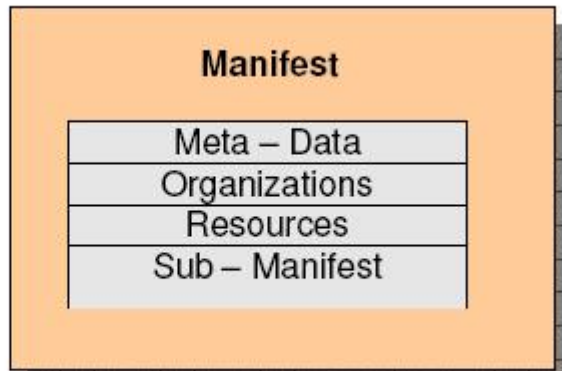 Manifest
Meta – Data
Organizations
Resources
Sub – Manifest